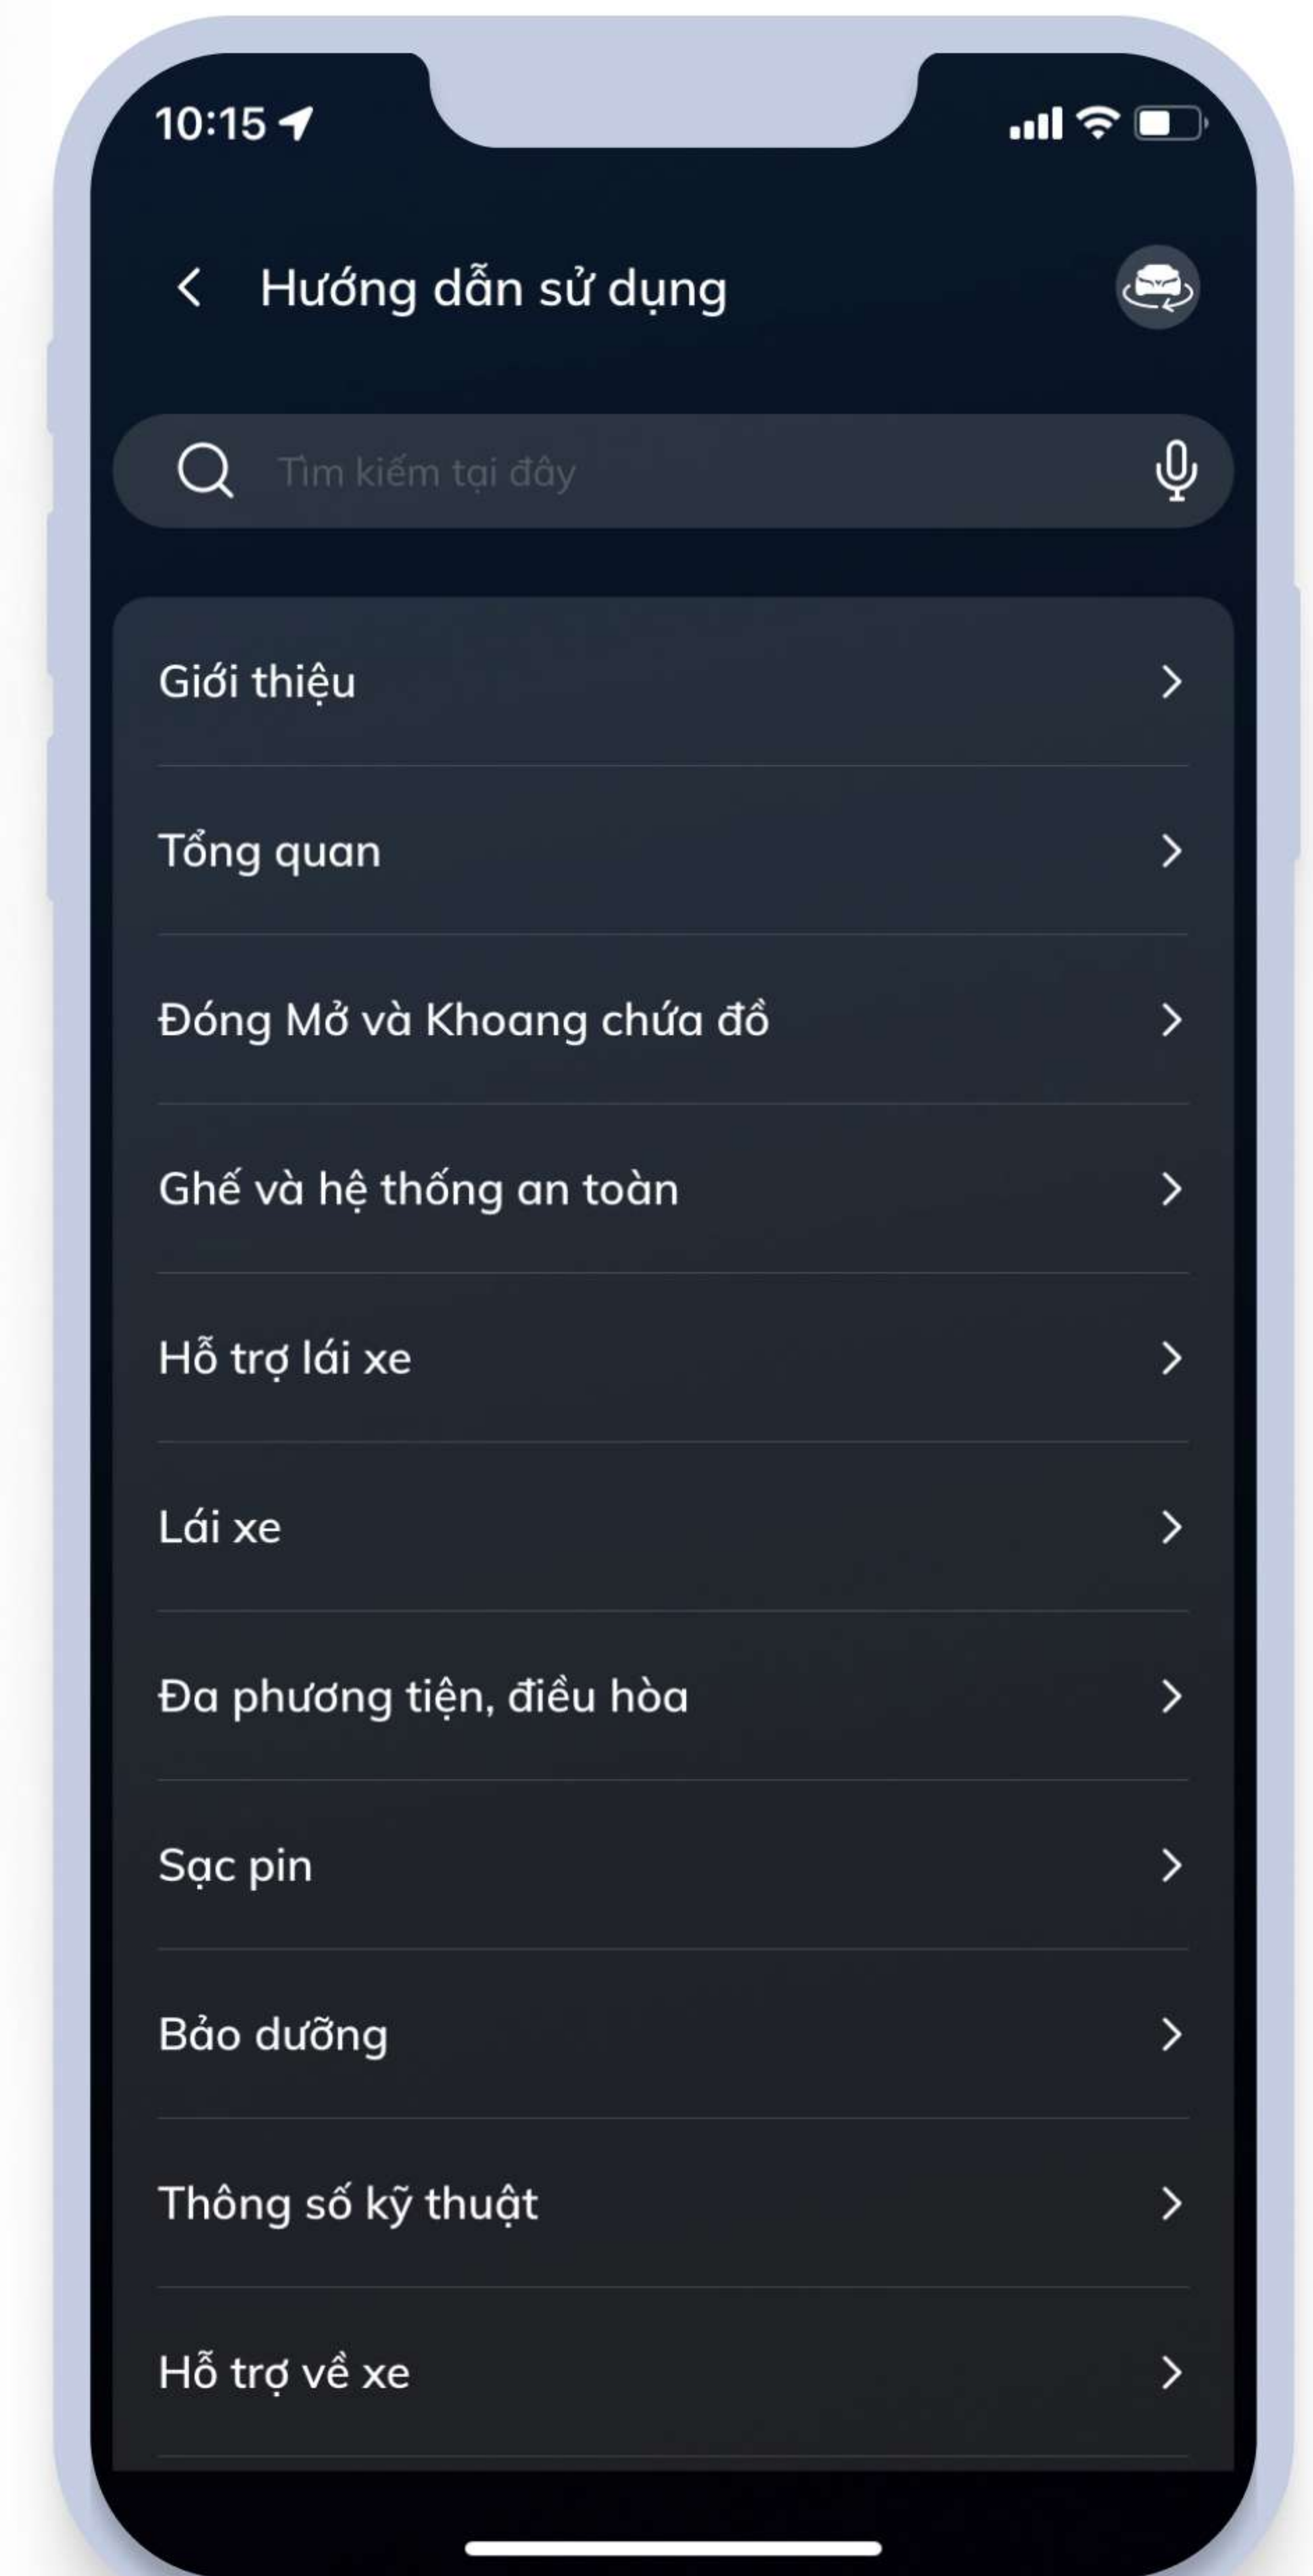 10:15
Hướng dẫn sử dụng
Tìm kiếm tại đây
Giới thiệu
Tổng quan
Đóng Mở và Khoang chứa đồ
Ghế và hệ thống an toàn
Hỗ trợ lái xe
Lái xe
Đa phương tiện, điều hòa
Sạc pin
Bảo dưỡng
Thông số kỹ thuật
Hỗ trợ về xe